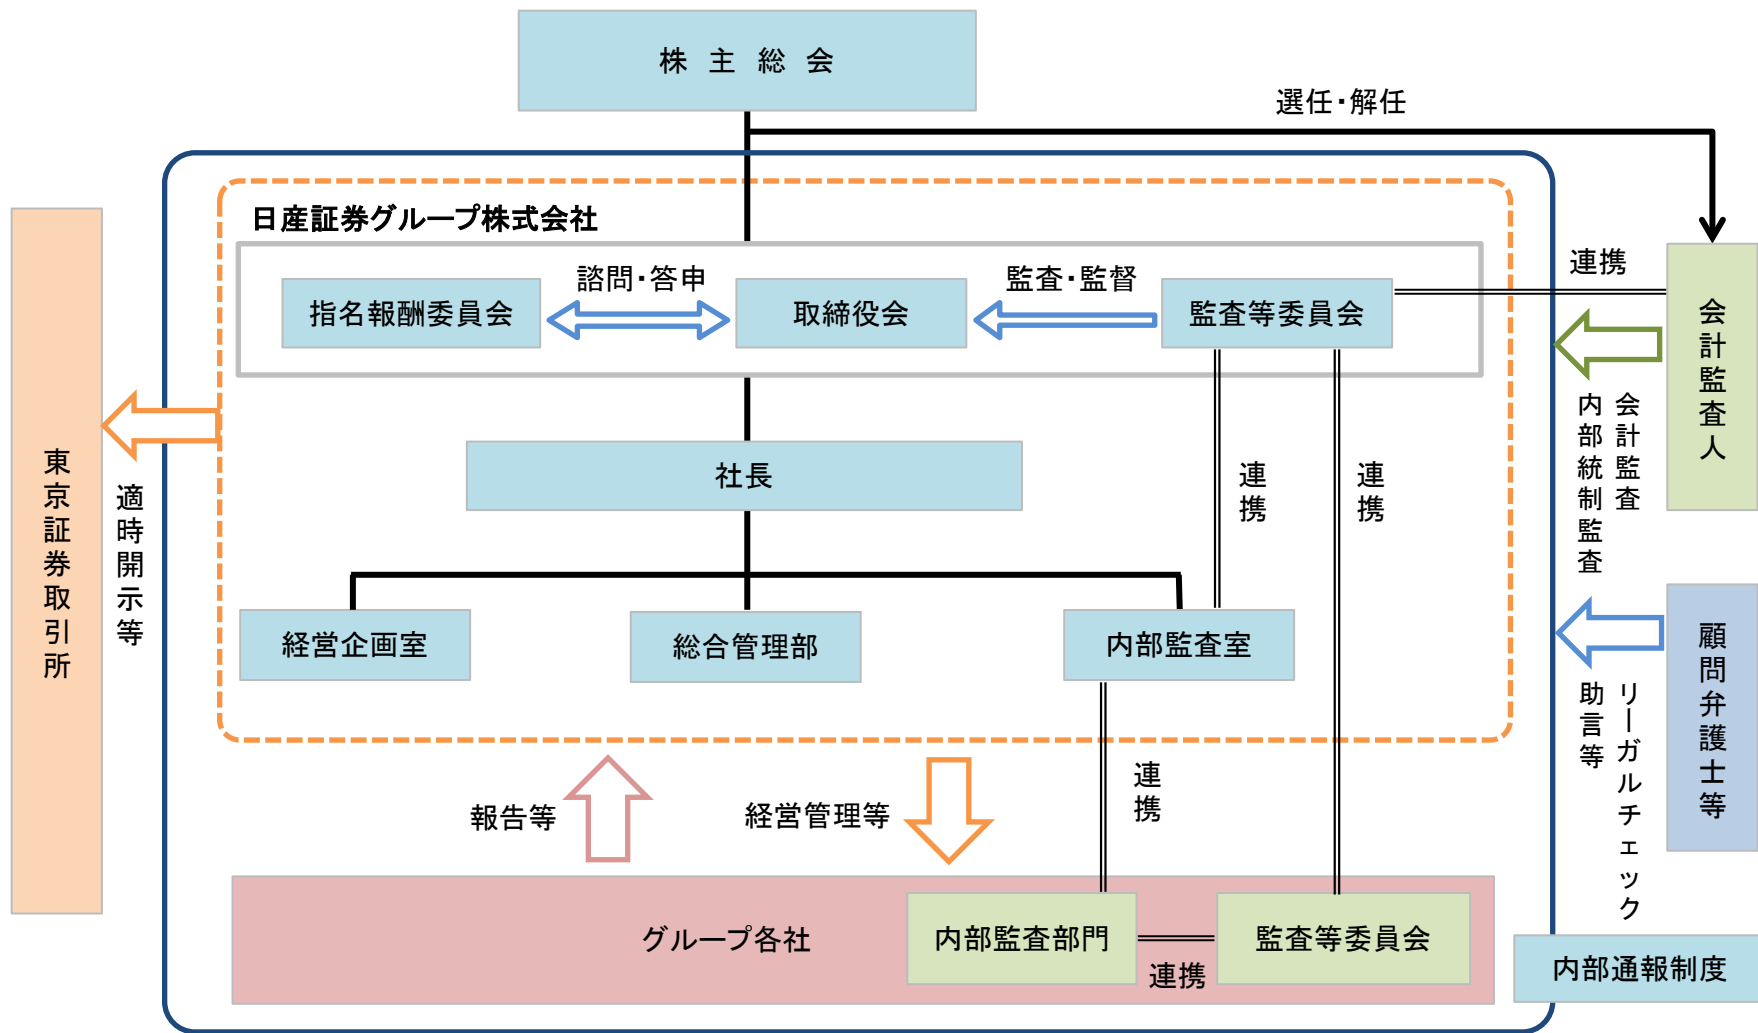 株 主 総 会
選任・解任
日産証券グループ株式会社
指名報酬委員会
諮問・答申
取締役会
監査・監督
監査等委員会
連携
会計監査人
会計監査
内部統制監査
東京証券取引所
適時開示等
社長
連携
連携
経営企画室
総合管理部
内部監査室
顧問弁護士等
リーガルチェック
助言等
報告等
経営管理等
連携
グループ各社
内部監査部門
連携
監査等委員会
内部通報制度